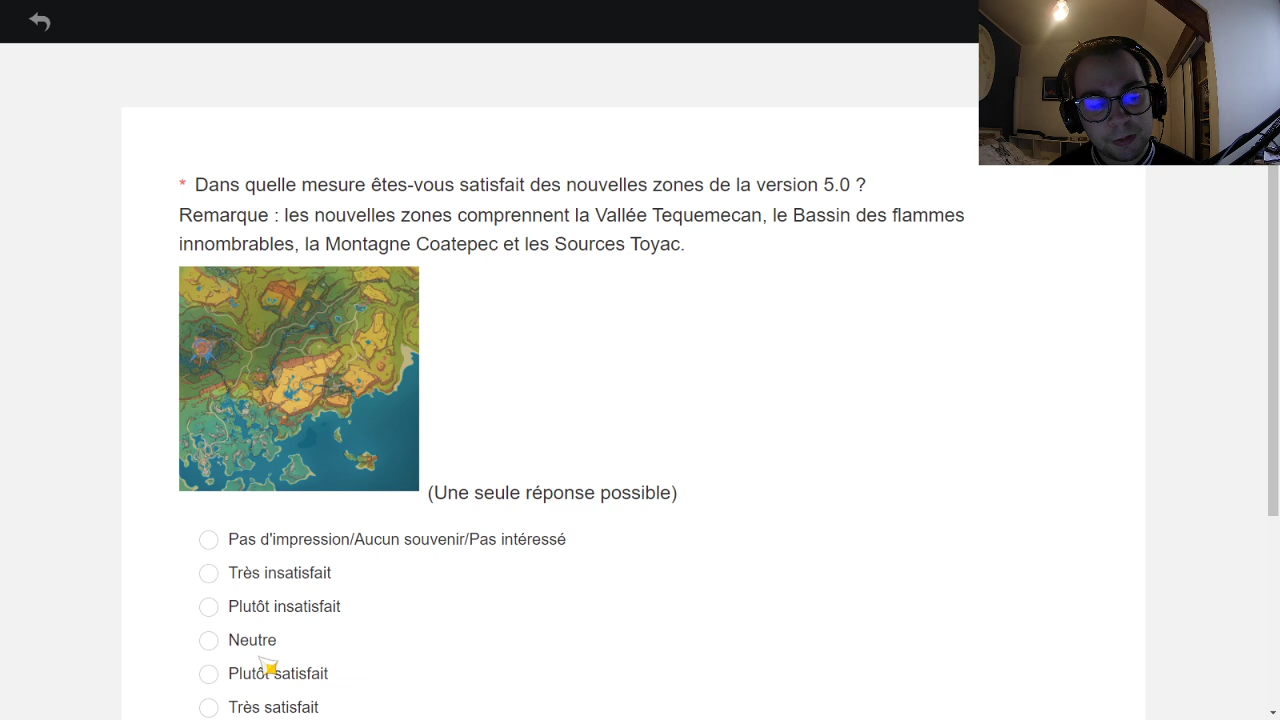 * Dans quelle mesure êtes-vous satisfait des nouvelles zones de la version 5.0 ?
Remarque : les nouvelles zones comprennent la Vallée Tequemecan, le Bassin des flammes
innombrables, la Montagne Coatepec et les Sources Toyac.
(Une seule réponse possible)
Pas d'impression/Aucun souvenir/Pas intéressé
Très insatisfait
Plutôt insatisfait
Neutre
Plutôt satisfait
Très satisfait